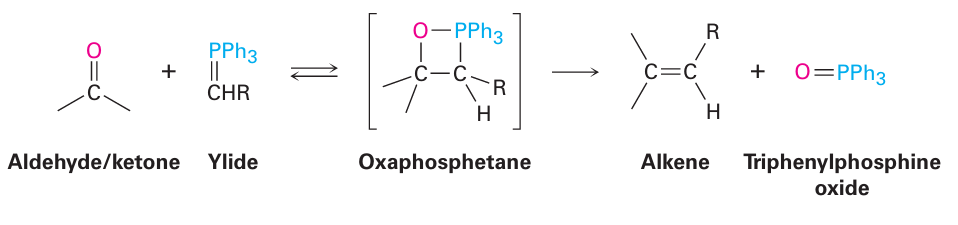 O PPh3 O—PPh3 R
C + CHR C—C R H C=C R H + O=PPh3
Aldehyde/ketone Ylide Oxaphosphetane Alkene Triphenylphosphine
oxide